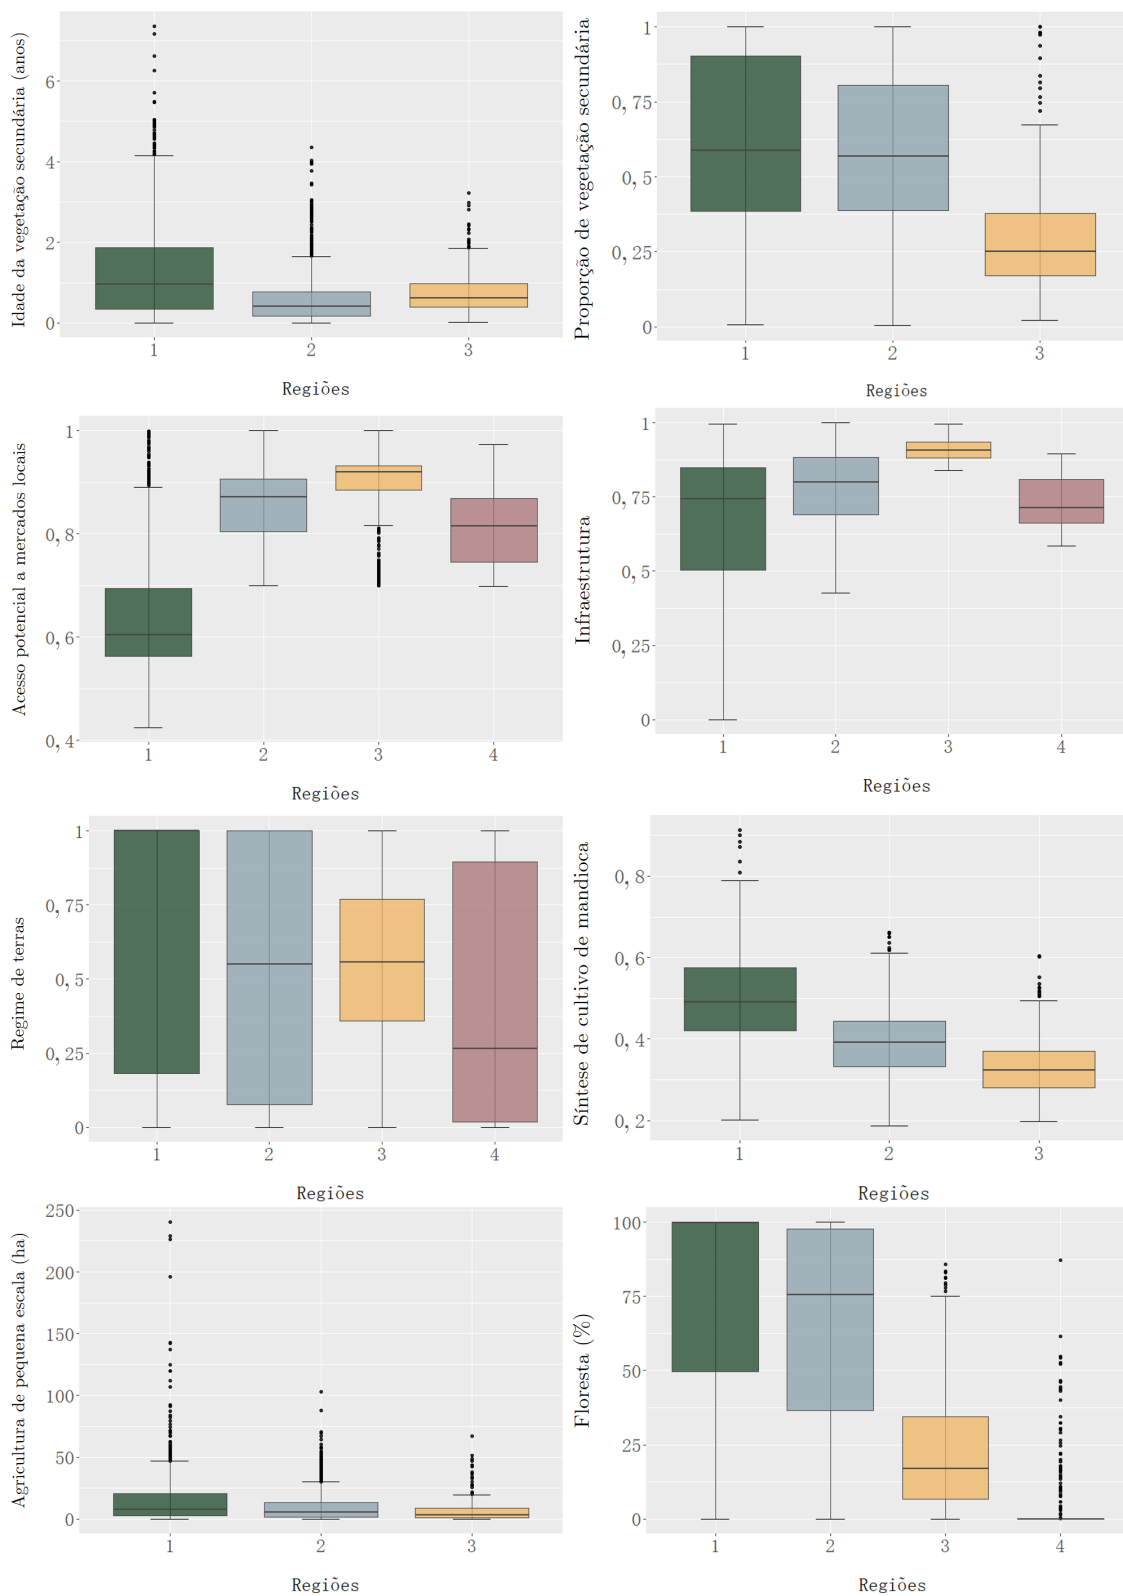 Idade da vegetação secundária (anos)
6
4
2
0
1 2 3
Regiões
Proporção de vegetação secundária
1
0,75
0,5
0,25
0
1 2 3
Regiões
Acesso potencial a mercados locais
1
0,8
0,6
0,4
1 2 3 4
Regiões
Infraestrutura
1
0,75
0,5
0,25
0
1 2 3 4
Regiões
Regime de terras
1
0,75
0,5
0,25
0
1 2 3 4
Regiões
Síntese de cultivo de mandioca
0,8
0,6
0,4
0,2
1 2 3
Regiões
Agricultura de pequena escala (ha)
250
200
150
100
50
0
1 2 3
Regiões
Floresta (%)
100
75
50
25
0
1 2 3 4
Regiões